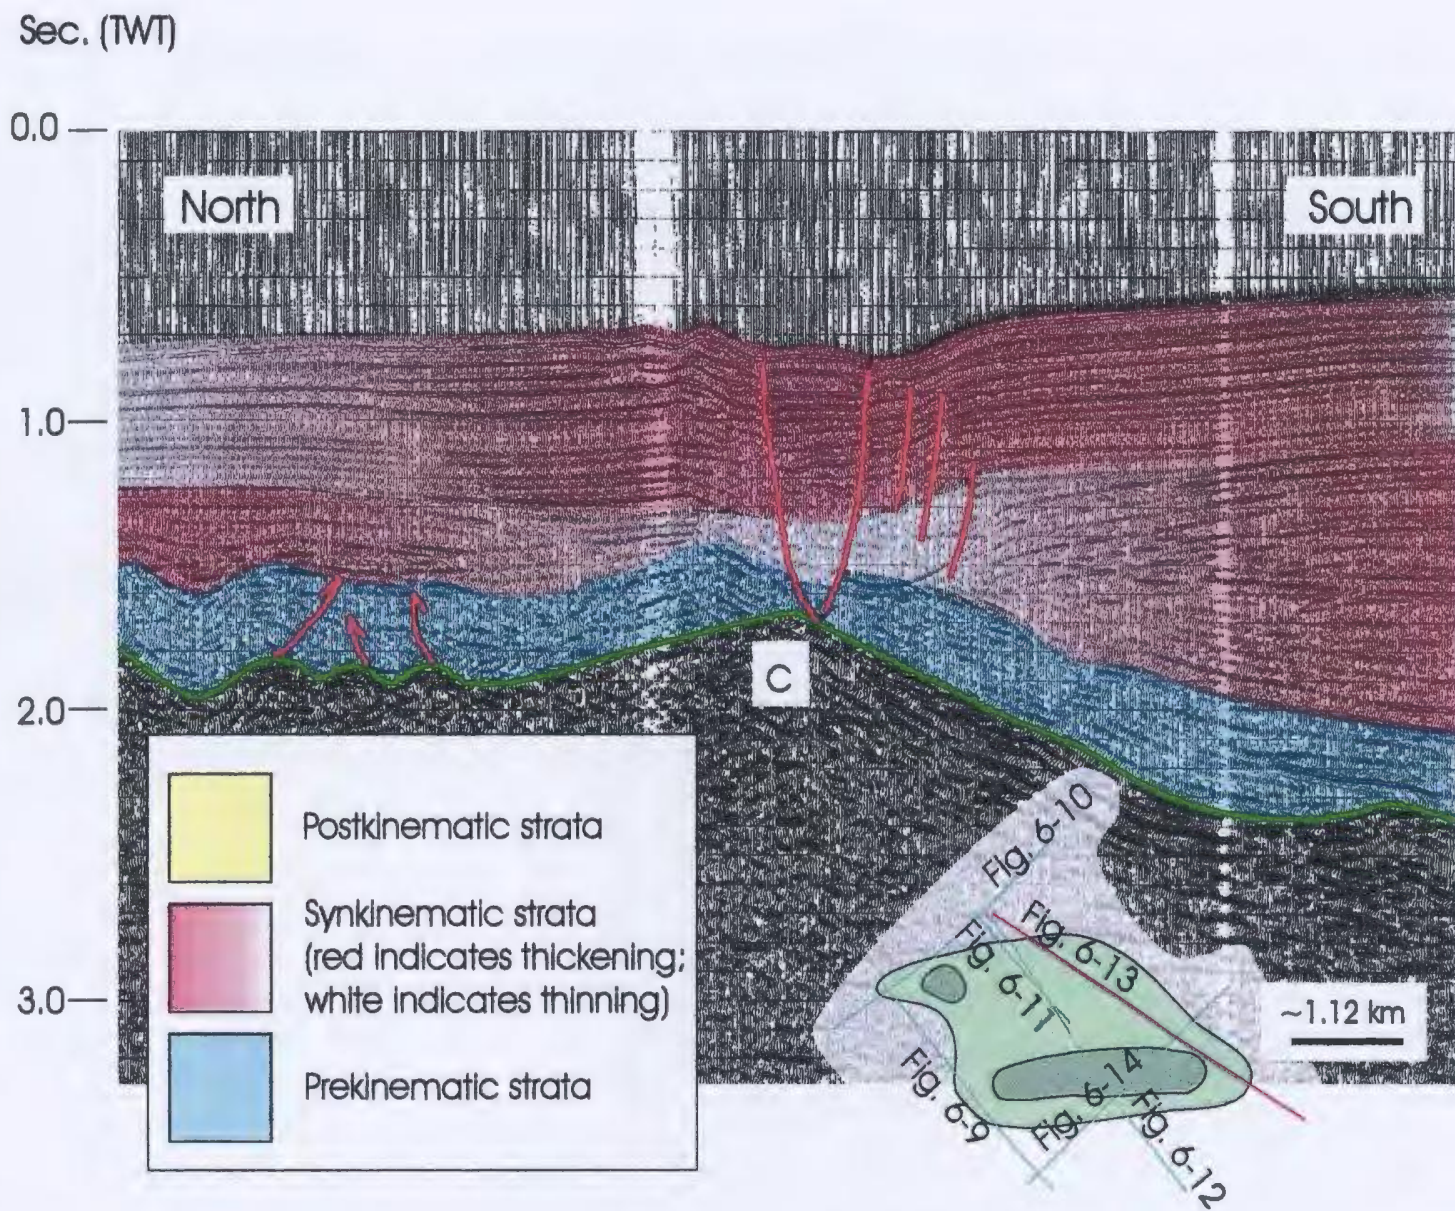 Sec. (TWT)
0.0
North
South
1.0
C
2.0
Postkinematic strata
Synkinematic strata
(red indicates thickening;
white indicates thinning)
Prekinematic strata
3.0
Fig. 6-10
Fig. 6-13
Fig. 6-11
~1.12 km
Fig. 6-14
Fig. 6-9
Fig. 6-12